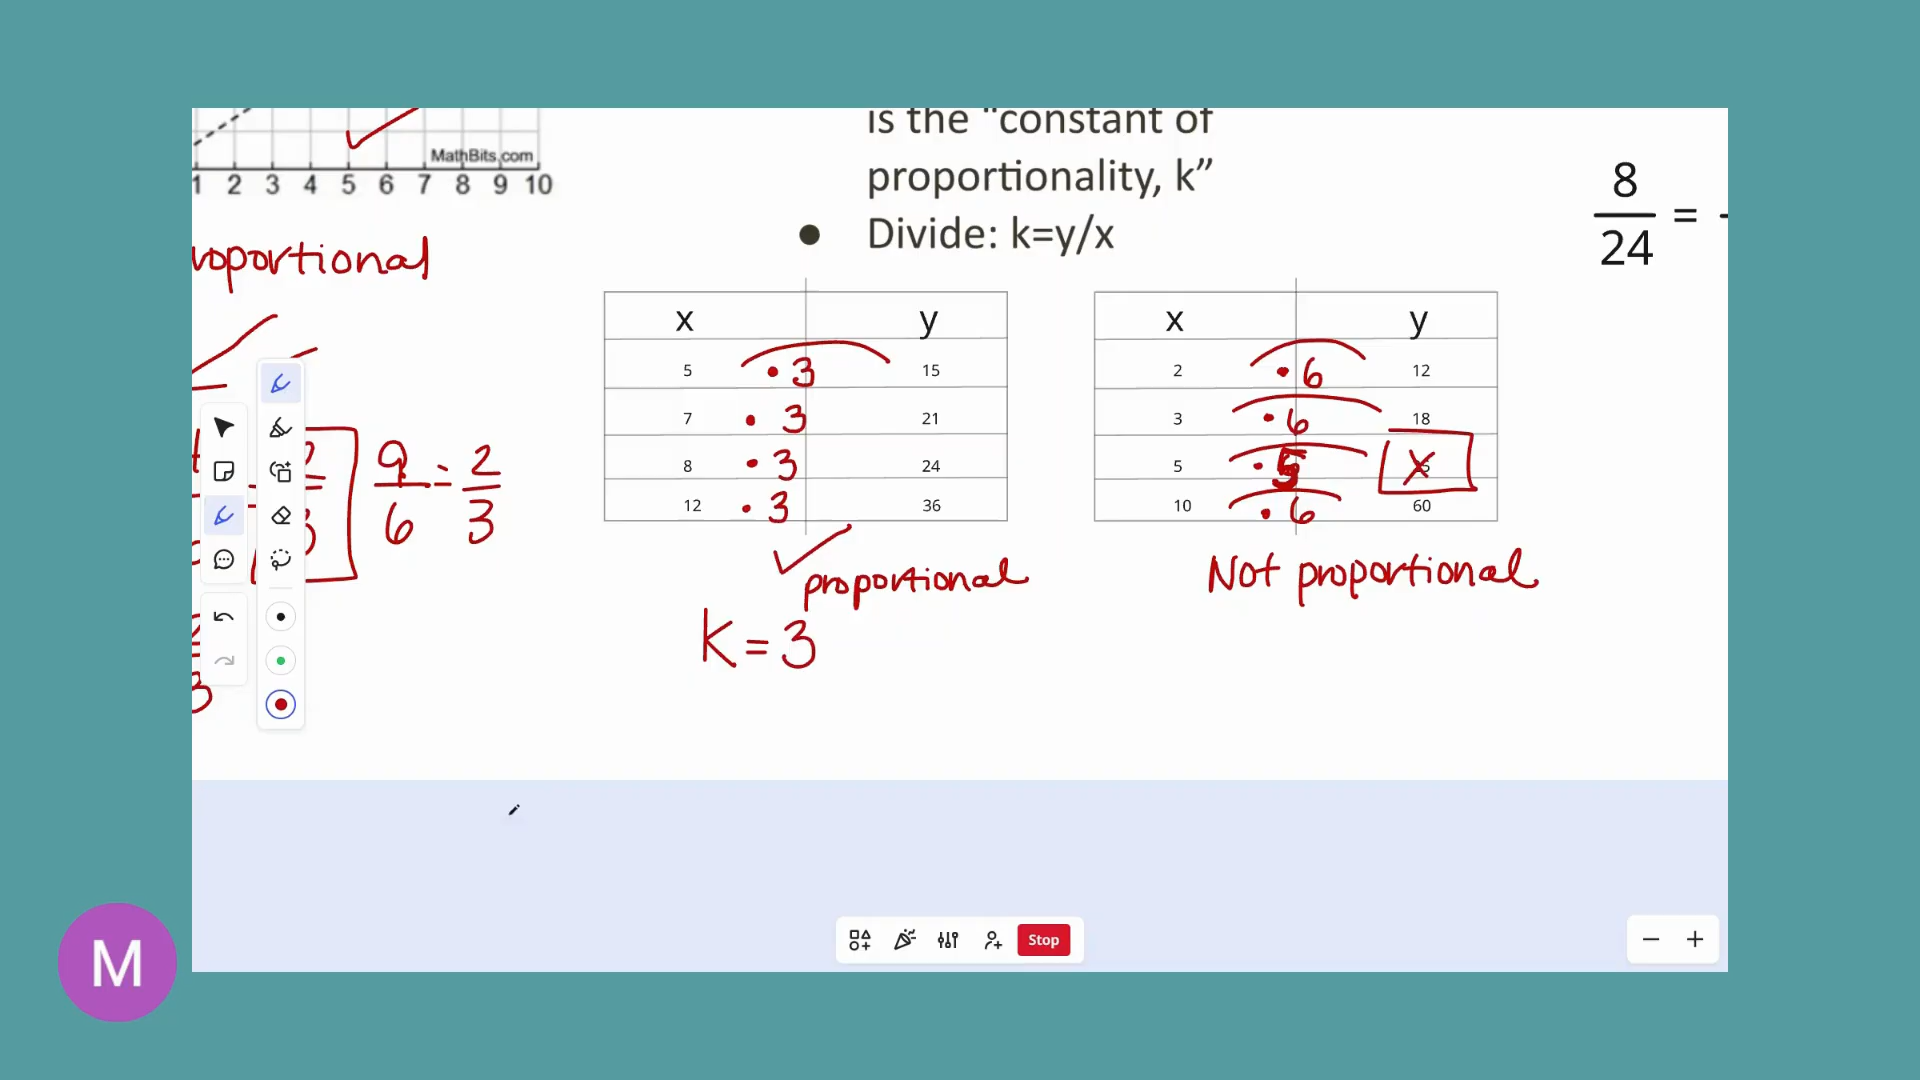 is the "constant of
proportionality, k”
● Divide: k=y/x
MathBits.com
1 2 3 4 5 6 7 8 9 10
8
24
=
x y
5 • 3 15
7 • 3 21
8 • 3 24
12 • 3 36
✓ proportional
K = 3
x y
2 • 6 12
3 • 6 18
5 • 5 X
10 • 6 60
Not proportional
9/6 = 2/3
3
Stop
M